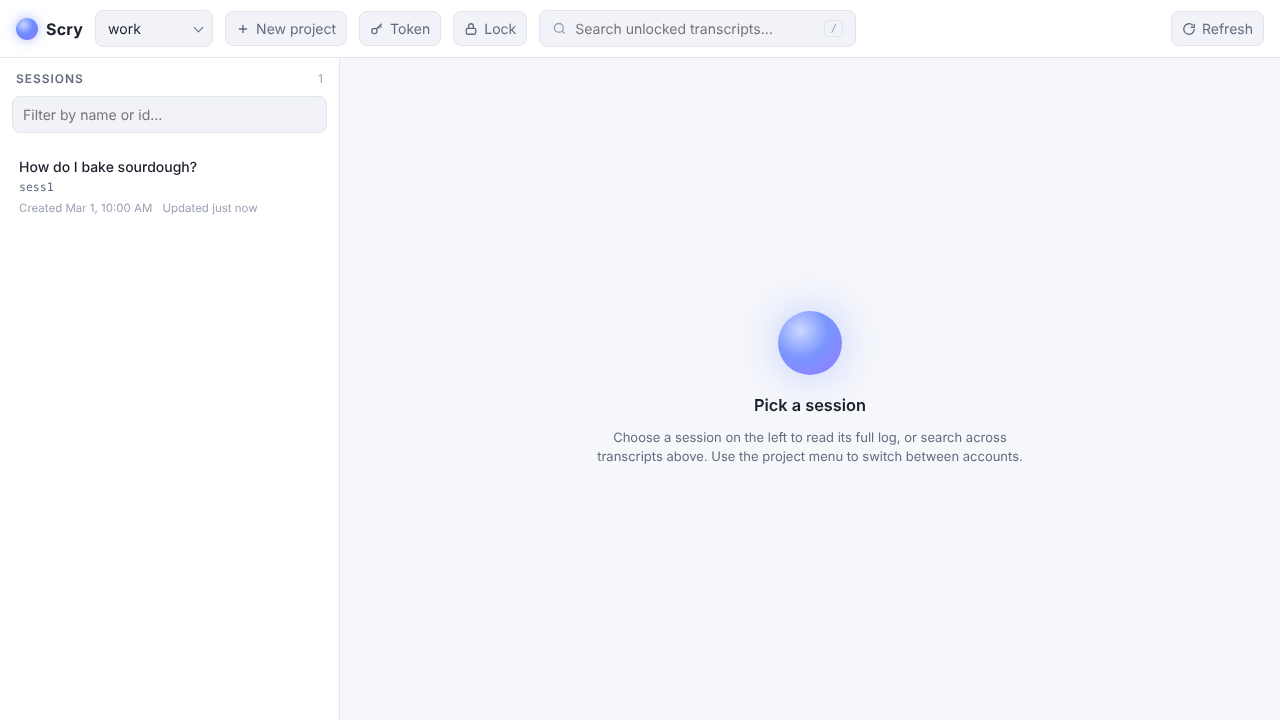 Scry
work
New project
Token
Lock
Search unlocked transcripts...
/
Refresh
SESSIONS
1
Filter by name or id...
How do I bake sourdough?
sess1
Created Mar 1, 10:00 AM Updated just now
Pick a session
Choose a session on the left to read its full log, or search across
transcripts above. Use the project menu to switch between accounts.